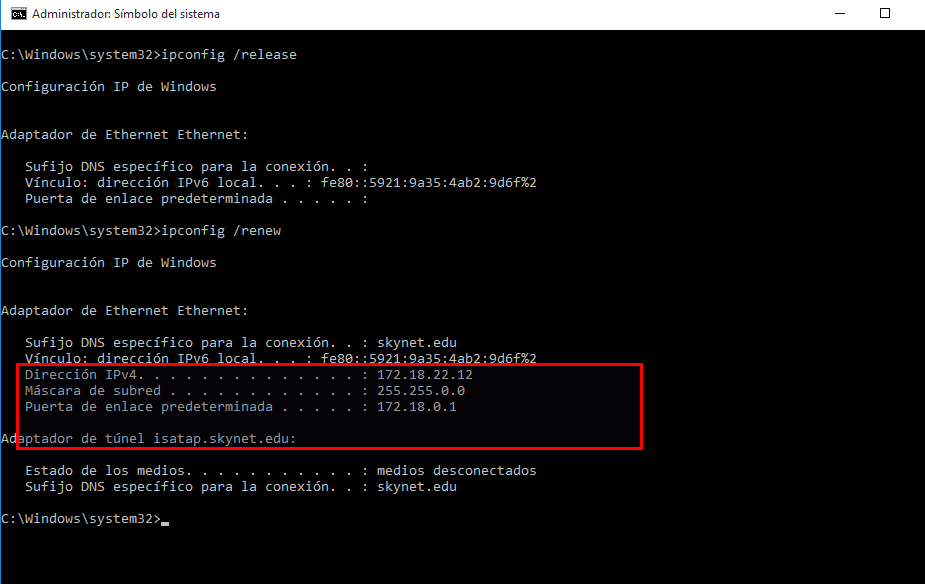 Administrador: Símbolo del sistema
C:\Windows\system32>ipconfig /release
Configuración IP de Windows
Adaptador de Ethernet Ethernet:
Sufijo DNS específico para la conexión. . :
Vínculo: dirección IPv6 local. . . : fe80::5921:9a35:4ab2:9d6f%2
Puerta de enlace predeterminada . . . . . :
C:\Windows\system32>ipconfig /renew
Configuración IP de Windows
Adaptador de Ethernet Ethernet:
Sufijo DNS específico para la conexión. . : skynet.edu
Vínculo: dirección IPv6 local. . . : fe80::5921:9a35:4ab2:9d6f%2
Dirección IPv4. . . . . . . . . . . . . . : 172.18.22.12
Máscara de subred . . . . . . . . . . . . : 255.255.0.0
Puerta de enlace predeterminada . . . . . : 172.18.0.1
Adaptador de túnel isatap.skynet.edu:
Estado de los medios. . . . . . . . . . . : medios desconectados
Sufijo DNS específico para la conexión. . : skynet.edu
C:\Windows\system32>